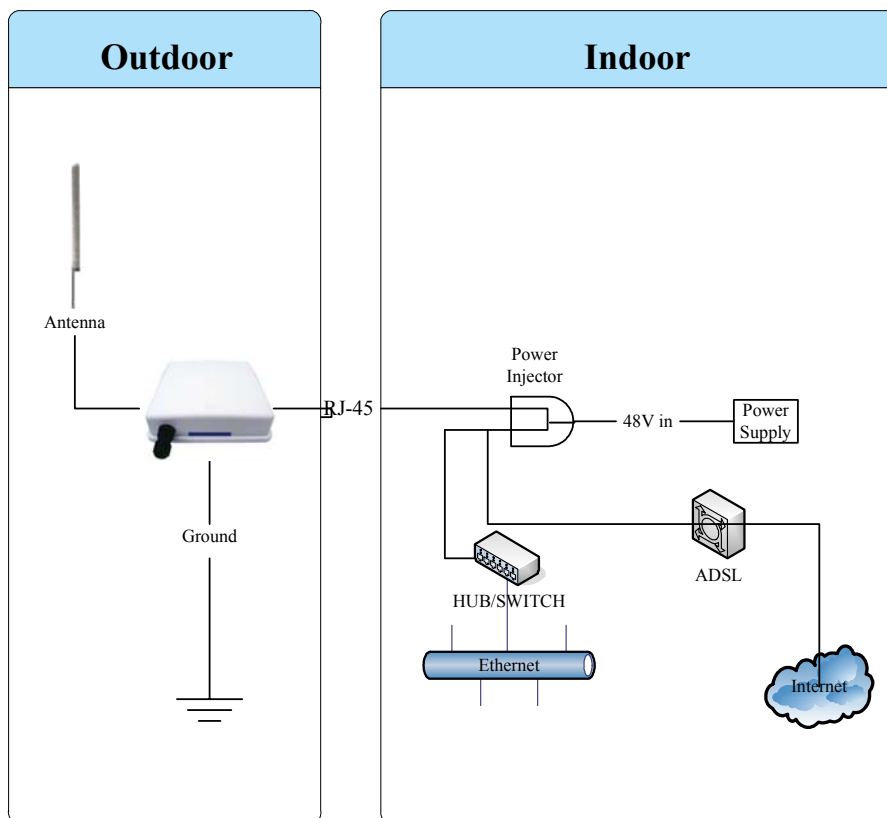 Outdoor
Indoor
Antenna
Power
Injector
RJ-45
48V in
Power
Supply
Ground
ADSL
HUB/SWITCH
Ethernet
Internet